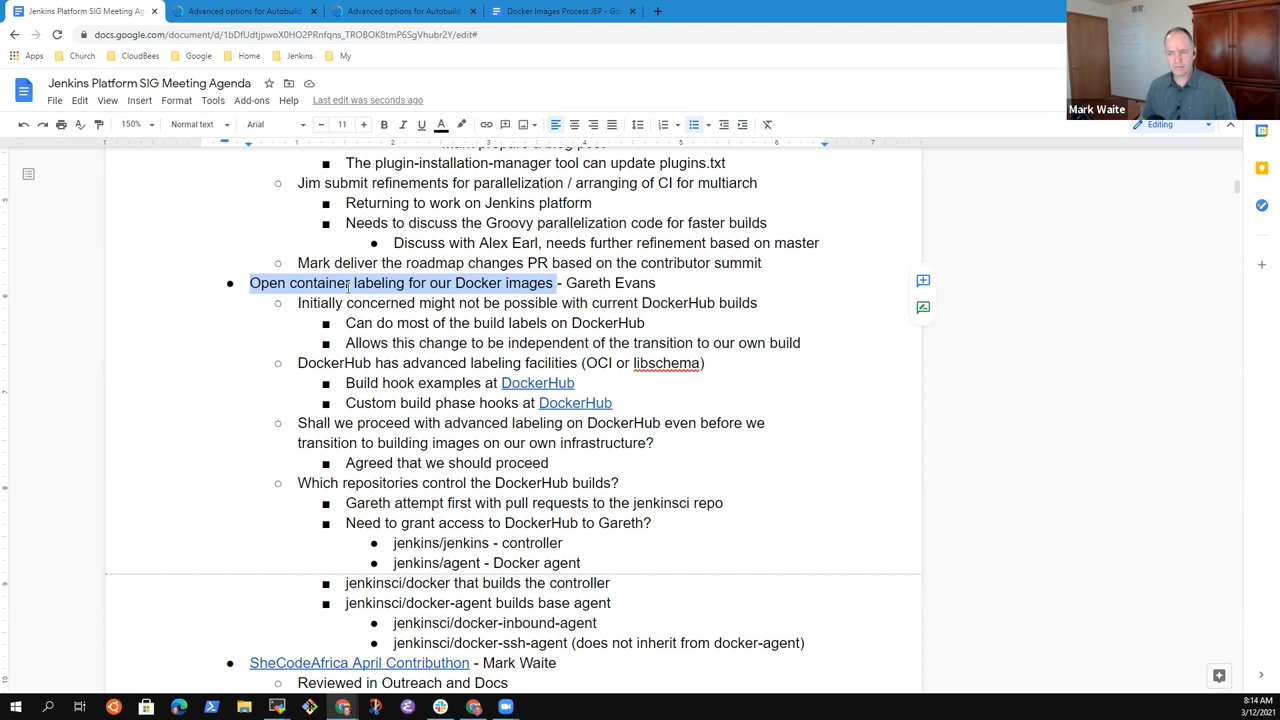 Jenkins Platform SIG Meeting Ag
Advanced options for Autobuild
Advanced options for Autobuild
Docker Images Process JEP - Go
docs.google.com/document/d/1bDfUdtjpwoX0HO2PRnfqns_TROBOK8tmP6SgVhubr2Y/edit#
Apps
Church
CloudBees
Google
Home
Jenkins
My
Jenkins Platform SIG Meeting Agenda
Mark Waite
File Edit View Insert Format Tools Add-ons Help Last edit was seconds ago
150% Normal text Arial 11 Editing
1 2 3 4 5 6 7
The plugin-installation-manager tool can update plugins.txt
Jim submit refinements for parallelization / arranging of CI for multiarch
Returning to work on Jenkins platform
Needs to discuss the Groovy parallelization code for faster builds
Discuss with Alex Earl, needs further refinement based on master
Mark deliver the roadmap changes PR based on the contributor summit
Open container labeling for our Docker images - Gareth Evans
Initially concerned might not be possible with current DockerHub builds
Can do most of the build labels on DockerHub
Allows this change to be independent of the transition to our own build
DockerHub has advanced labeling facilities (OCI or libschema)
Build hook examples at DockerHub
Custom build phase hooks at DockerHub
Shall we proceed with advanced labeling on DockerHub even before we
transition to building images on our own infrastructure?
Agreed that we should proceed
Which repositories control the DockerHub builds?
Gareth attempt first with pull requests to the jenkinsci repo
Need to grant access to DockerHub to Gareth?
jenkins/jenkins - controller
jenkins/agent - Docker agent
jenkinsci/docker that builds the controller
jenkinsci/docker-agent builds base agent
jenkinsci/docker-inbound-agent
jenkinsci/docker-ssh-agent (does not inherit from docker-agent)
SheCodeAfrica April Contributhon - Mark Waite
Reviewed in Outreach and Docs
8:14 AM
3/12/2021